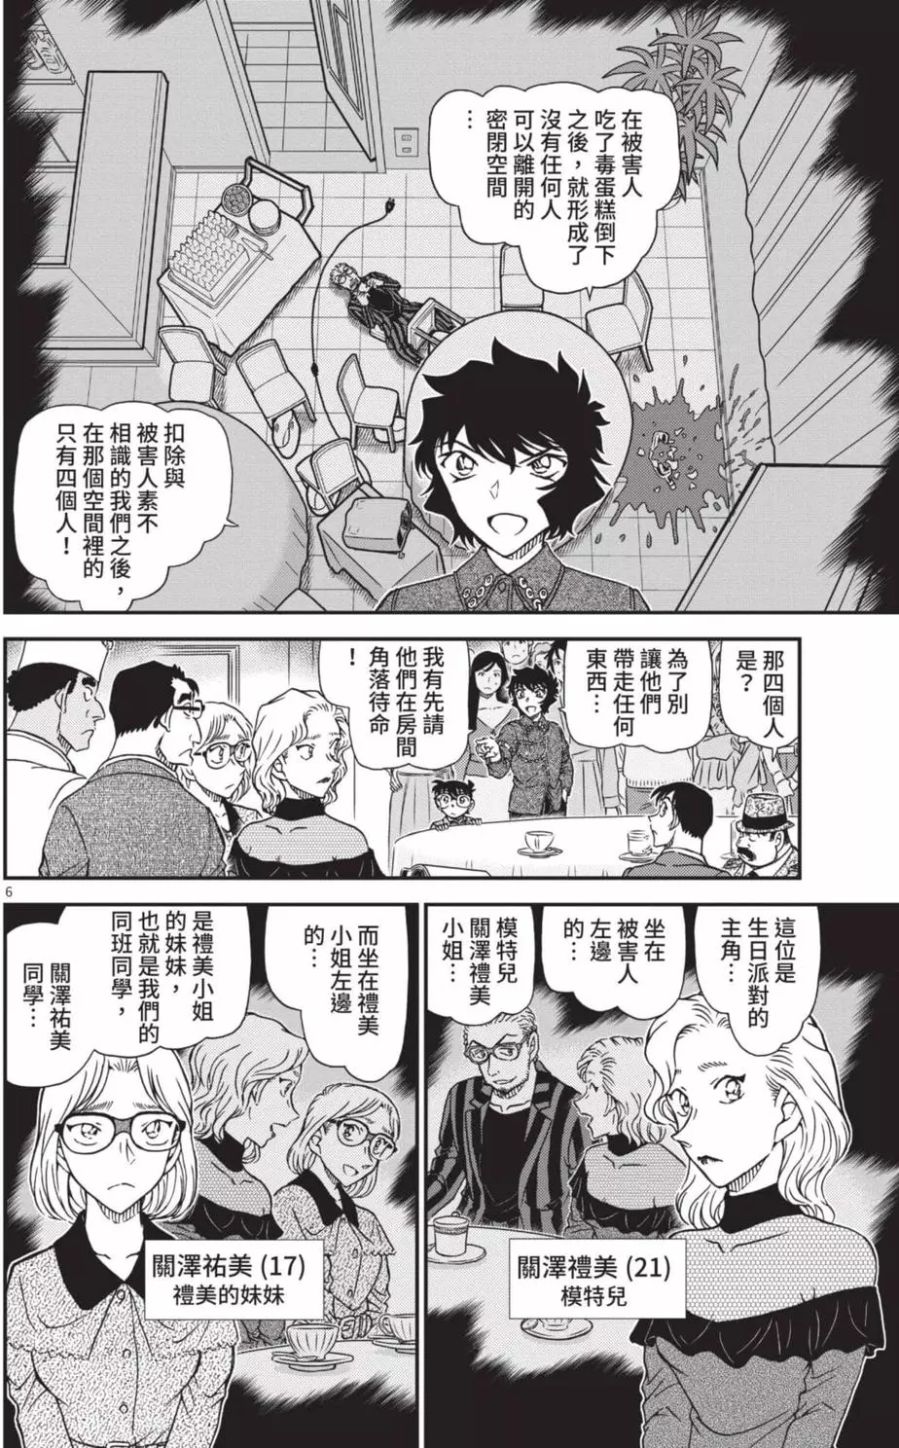 在被害人
吃了毒蛋糕倒下
之後，就形成了
沒有任何人
可以離開的
密閉空間
…
扣除與
被害人素不
相識的我們之後，
在那個空間裡的
只有四個人！
那四個人
是？
為了別
讓他們
帶走任何
東西…
我有先請
他們在房間
角落待命
！
6
這位是
生日派對的
主角…
坐在
被害人
左邊
的…
模特兒
關澤禮美
小姐…
關澤禮美(21)
模特兒
而坐在禮美
小姐左邊
的…
是禮美小姐
的妹妹，
也就是我們的
同班同學，
關澤祐美
同學…
關澤祐美(17)
禮美的妹妹